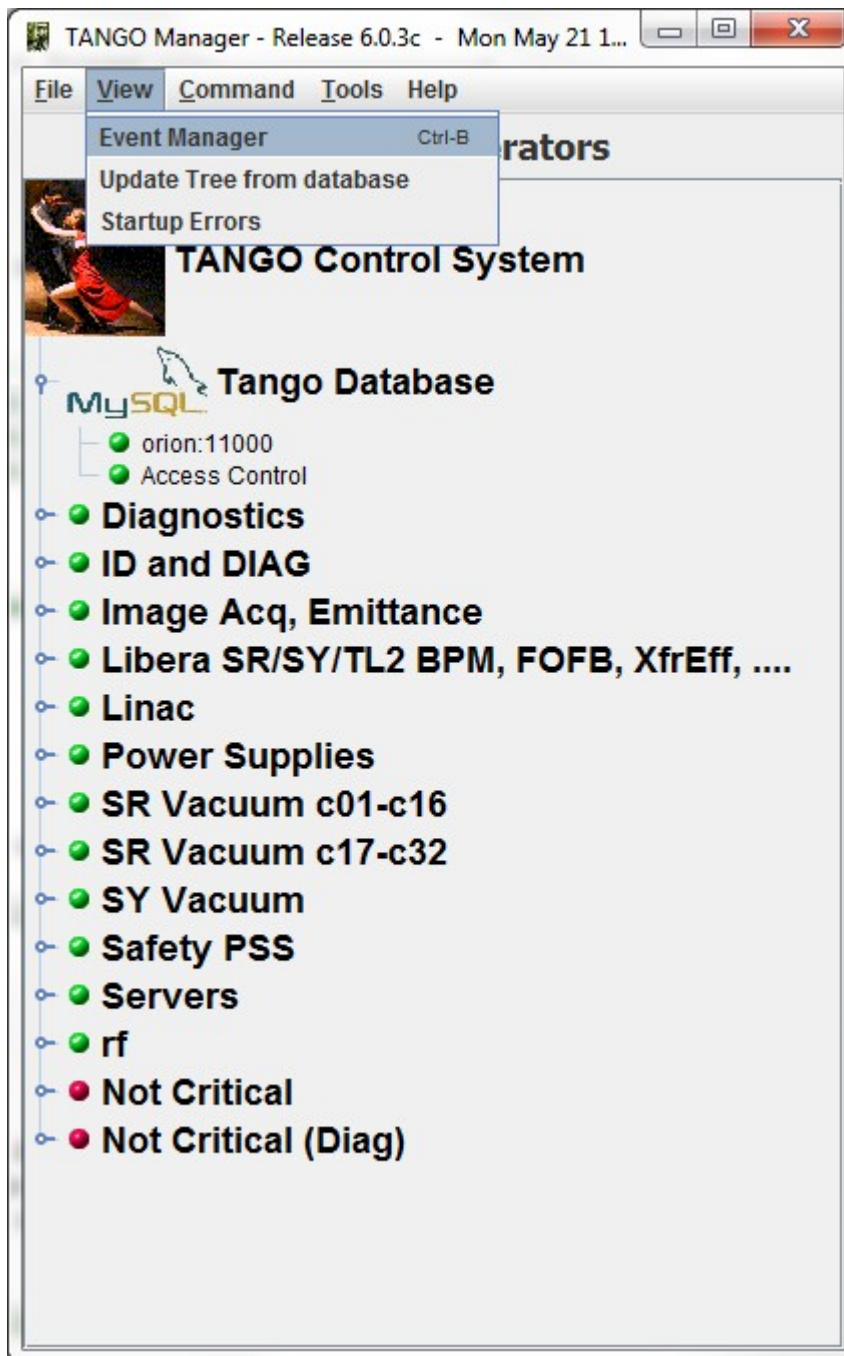 TANGO Manager - Release 6.0.3c - Mon May 21 1...
File View Command Tools Help
Event Manager Ctrl-B
rators
Update Tree from database
Startup Errors
TANGO Control System
MySQL Tango Database
orion:11000
Access Control
Diagnostics
ID and DIAG
Image Acq, Emittance
Libera SR/SY/TL2 BPM, FOFB, XfrEff, ....
Linac
Power Supplies
SR Vacuum c01-c16
SR Vacuum c17-c32
SY Vacuum
Safety PSS
Servers
rf
Not Critical
Not Critical (Diag)